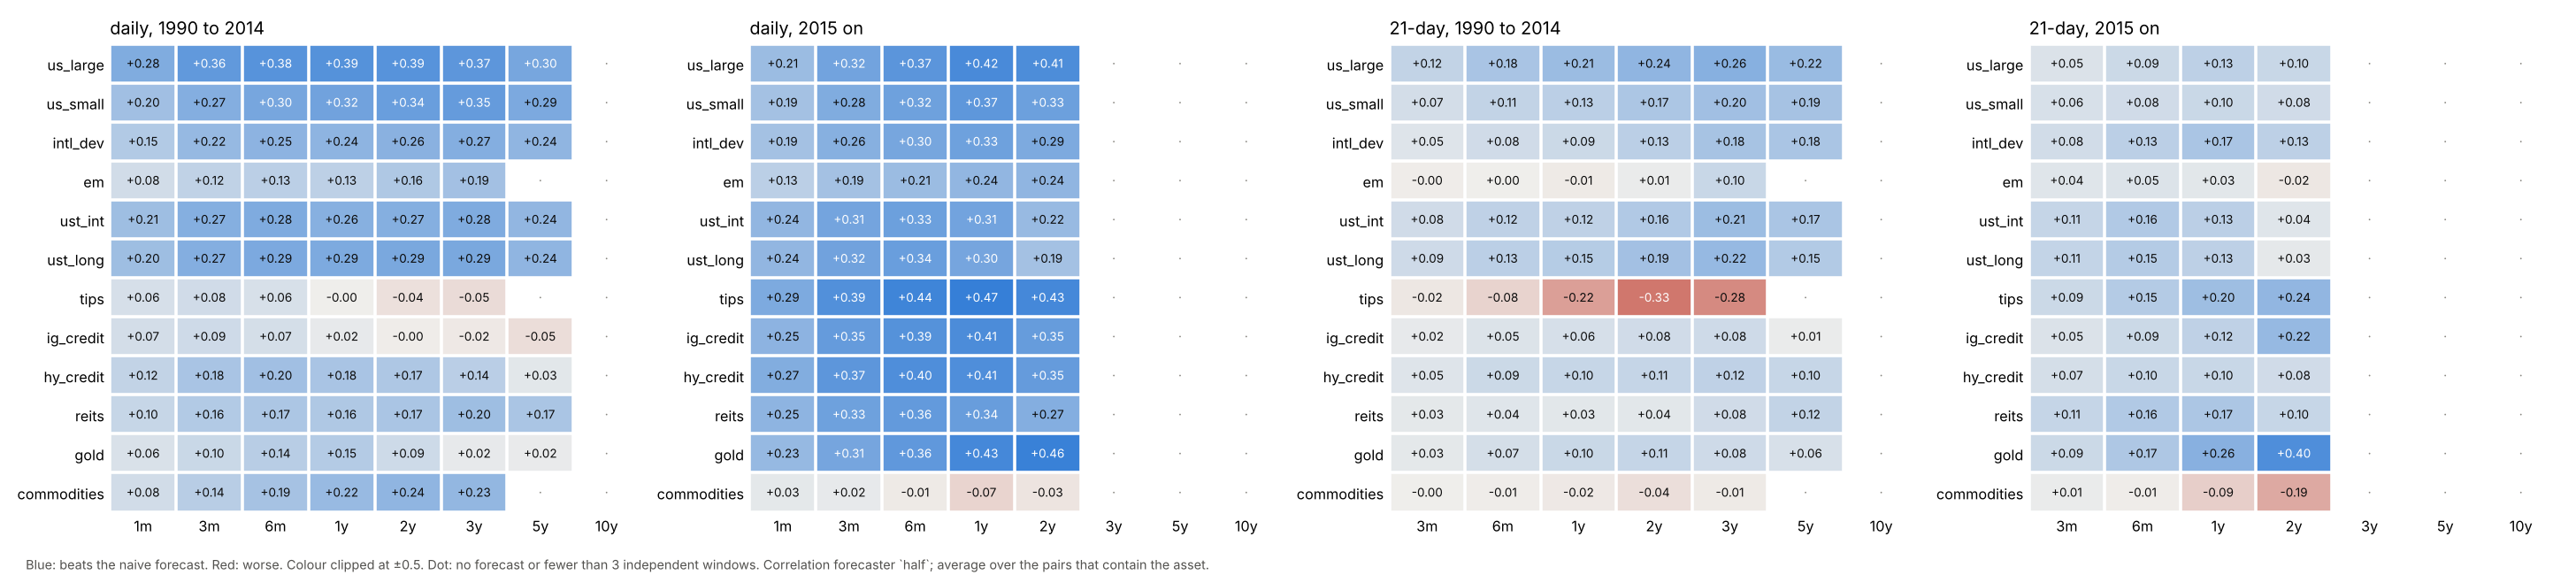 daily, 1990 to 2014 daily, 2015 on 21-day, 1990 to 2014 21-day, 2015 on
us_large +0.28 +0.36 +0.38 +0.39 +0.39 +0.37 +0.30 · us_large +0.21 +0.32 +0.37 +0.42 +0.41 · · · us_large +0.12 +0.18 +0.21 +0.24 +0.26 +0.22 · us_large +0.05 +0.09 +0.13 +0.10 · · ·
us_small +0.20 +0.27 +0.30 +0.32 +0.34 +0.35 +0.29 · us_small +0.19 +0.28 +0.32 +0.37 +0.33 · · · us_small +0.07 +0.11 +0.13 +0.17 +0.20 +0.19 · us_small +0.06 +0.08 +0.10 +0.08 · · ·
intl_dev +0.15 +0.22 +0.25 +0.24 +0.26 +0.27 +0.24 · intl_dev +0.19 +0.26 +0.30 +0.33 +0.29 · · · intl_dev +0.05 +0.08 +0.09 +0.13 +0.18 +0.18 · intl_dev +0.08 +0.13 +0.17 +0.13 · · ·
em +0.08 +0.12 +0.13 +0.13 +0.16 +0.19 · · em +0.13 +0.19 +0.21 +0.24 +0.24 · · · em -0.00 +0.00 -0.01 +0.01 +0.10 · · em +0.04 +0.05 +0.03 -0.02 · · ·
ust_int +0.21 +0.27 +0.28 +0.26 +0.27 +0.28 +0.24 · ust_int +0.24 +0.31 +0.33 +0.31 +0.22 · · · ust_int +0.08 +0.12 +0.12 +0.16 +0.21 +0.17 · ust_int +0.11 +0.16 +0.13 +0.04 · · ·
ust_long +0.20 +0.27 +0.29 +0.29 +0.29 +0.29 +0.24 · ust_long +0.24 +0.32 +0.34 +0.30 +0.19 · · · ust_long +0.09 +0.13 +0.15 +0.19 +0.22 +0.15 · ust_long +0.11 +0.15 +0.13 +0.03 · · ·
tips +0.06 +0.08 +0.06 -0.00 -0.04 -0.05 · · tips +0.29 +0.39 +0.44 +0.47 +0.43 · · · tips -0.02 -0.08 -0.22 -0.33 -0.28 · · tips +0.09 +0.15 +0.20 +0.24 · · ·
ig_credit +0.07 +0.09 +0.07 +0.02 -0.00 -0.02 -0.05 · ig_credit +0.25 +0.35 +0.39 +0.41 +0.35 · · · ig_credit +0.02 +0.05 +0.06 +0.08 +0.08 +0.01 · ig_credit +0.05 +0.09 +0.12 +0.22 · · ·
hy_credit +0.12 +0.18 +0.20 +0.18 +0.17 +0.14 +0.03 · hy_credit +0.27 +0.37 +0.40 +0.41 +0.35 · · · hy_credit +0.05 +0.09 +0.10 +0.11 +0.12 +0.10 · hy_credit +0.07 +0.10 +0.10 +0.08 · · ·
reits +0.10 +0.16 +0.17 +0.16 +0.17 +0.20 +0.17 · reits +0.25 +0.33 +0.36 +0.34 +0.27 · · · reits +0.03 +0.04 +0.03 +0.04 +0.08 +0.12 · reits +0.11 +0.16 +0.17 +0.10 · · ·
gold +0.06 +0.10 +0.14 +0.15 +0.09 +0.02 +0.02 · gold +0.23 +0.31 +0.36 +0.43 +0.46 · · · gold +0.03 +0.07 +0.10 +0.11 +0.08 +0.06 · gold +0.09 +0.17 +0.26 +0.40 · · ·
commodities +0.08 +0.14 +0.19 +0.22 +0.24 +0.23 · · commodities +0.03 +0.02 -0.01 -0.07 -0.03 · · · commodities -0.00 -0.01 -0.02 -0.04 -0.01 · · commodities +0.01 -0.01 -0.09 -0.19 · · ·
1m 3m 6m 1y 2y 3y 5y 10y 1m 3m 6m 1y 2y 3y 5y 10y 3m 6m 1y 2y 3y 5y 10y 3m 6m 1y 2y 3y 5y 10y
Blue: beats the naive forecast. Red: worse. Colour clipped at ±0.5. Dot: no forecast or fewer than 3 independent windows. Correlation forecaster `half`; average over the pairs that contain the asset.